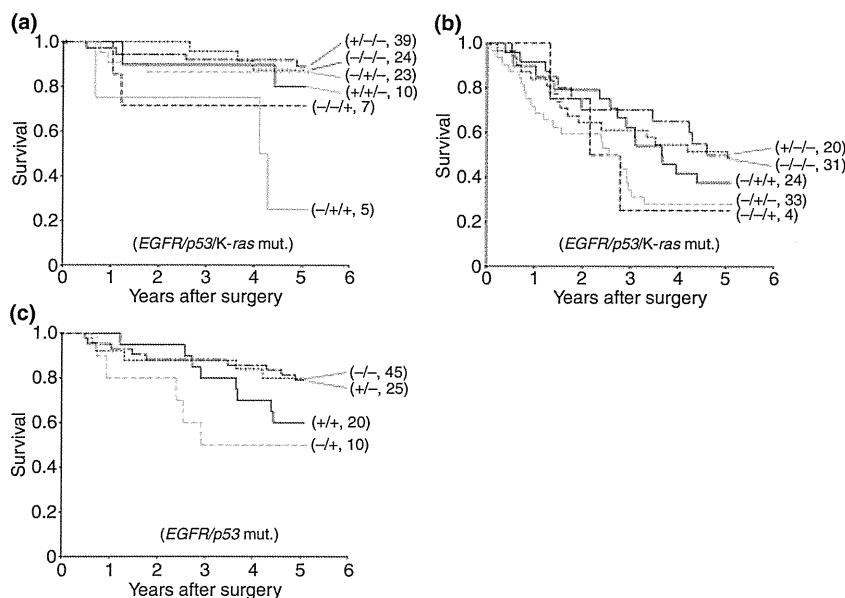 (a)
1.0
0.8
0.6
0.4
0.2
0
Survival
(+/–/–, 39)
(–/–/–, 24)
(–/+/–, 23)
(+/+/–, 10)
(–/–/+, 7)
(–/+/+, 5)
(EGFR/p53/K-ras mut.)
0 1 2 3 4 5 6
Years after surgery
(b)
1.0
0.8
0.6
0.4
0.2
0
Survival
(+/–/–, 20)
(–/–/–, 31)
(–/+/+, 24)
(–/+/–, 33)
(–/–/+, 4)
(EGFR/p53/K-ras mut.)
0 1 2 3 4 5 6
Years after surgery
(c)
1.0
0.8
0.6
0.4
0.2
0
Survival
(–/–, 45)
(+/–, 25)
(+/+, 20)
(–/+, 10)
(EGFR/p53 mut.)
0 1 2 3 4 5 6
Years after surgery